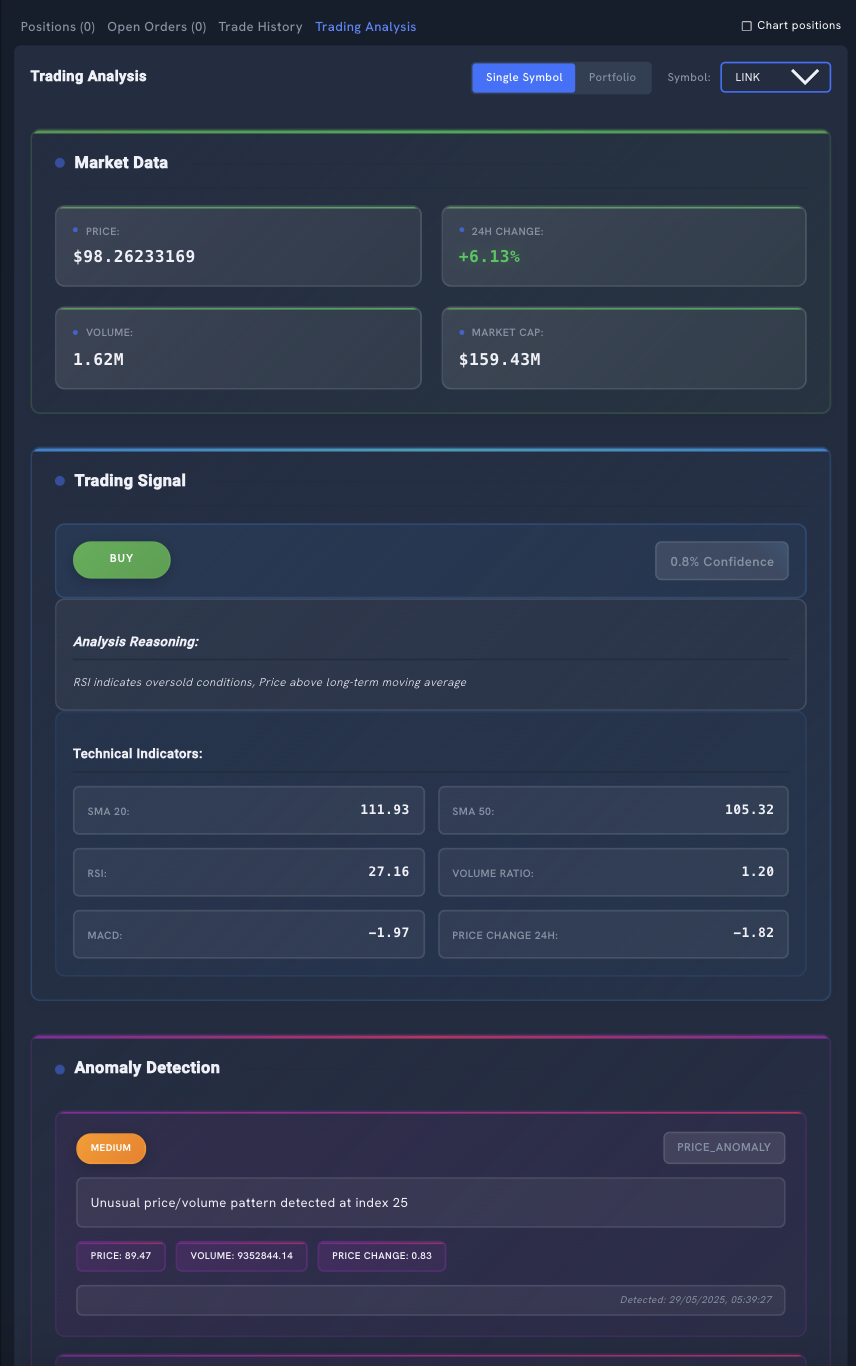 Positions (0) Open Orders (0) Trade History Trading Analysis Chart positions
Trading Analysis Single Symbol Portfolio Symbol: LINK
Market Data
PRICE: 24H CHANGE:
$98.26233169 +6.13%
VOLUME: MARKET CAP:
1.62M $159.43M
Trading Signal
BUY 0.8% Confidence
Analysis Reasoning:
RSI indicates oversold conditions, Price above long-term moving average
Technical Indicators:
SMA 20: 111.93 SMA 50: 105.32
RSI: 27.16 VOLUME RATIO: 1.20
MACD: -1.97 PRICE CHANGE 24H: -1.82
Anomaly Detection
MEDIUM PRICE_ANOMALY
Unusual price/volume pattern detected at index 25
PRICE: 89.47 VOLUME: 9352844.14 PRICE CHANGE: 0.83
Detected: 29/05/2025, 05:39:27